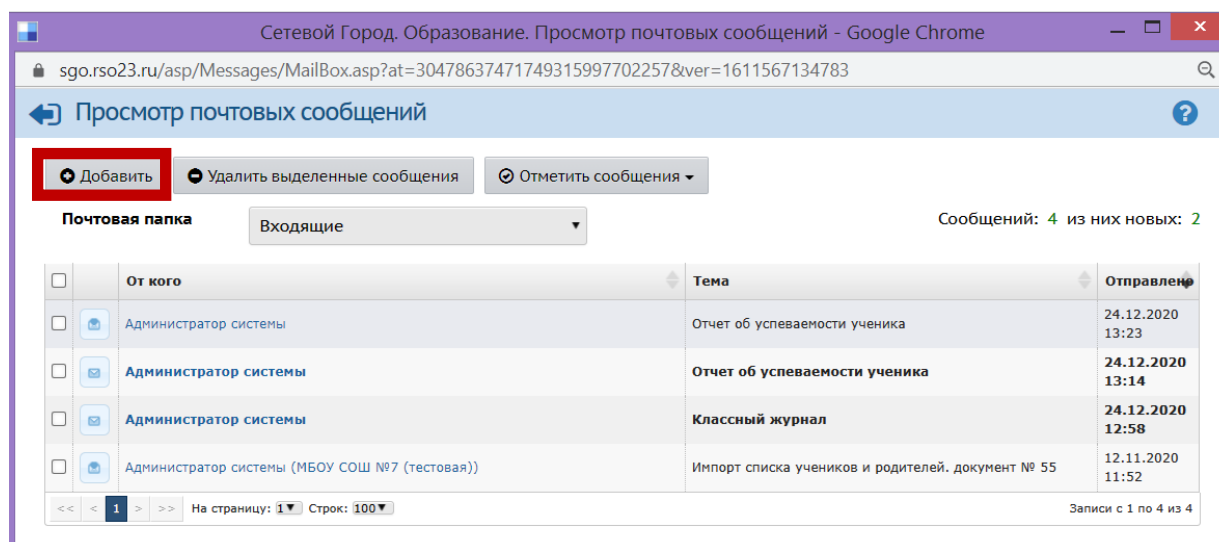 Сетевой Город. Образование. Просмотр почтовых сообщений - Google Chrome
sgo.rso23.ru/asp/Messages/MailBox.asp?at=30478637471749315997702257&ver=1611567134783
Просмотр почтовых сообщений
Добавить Удалить выделенные сообщения Отметить сообщения
Почтовая папка Входящие Сообщений: 4 из них новых: 2
От кого Тема Отправлено
Администратор системы Отчет об успеваемости ученика 24.12.2020
13:23
Администратор системы Отчет об успеваемости ученика 24.12.2020
13:14
Администратор системы Классный журнал 24.12.2020
12:58
Администратор системы (МБОУ СОШ №7 (тестовая)) Импорт списка учеников и родителей. документ № 55 12.11.2020
11:52
<< < 1 > >> На страницу: 1 Строк: 100 Записи с 1 по 4 из 4